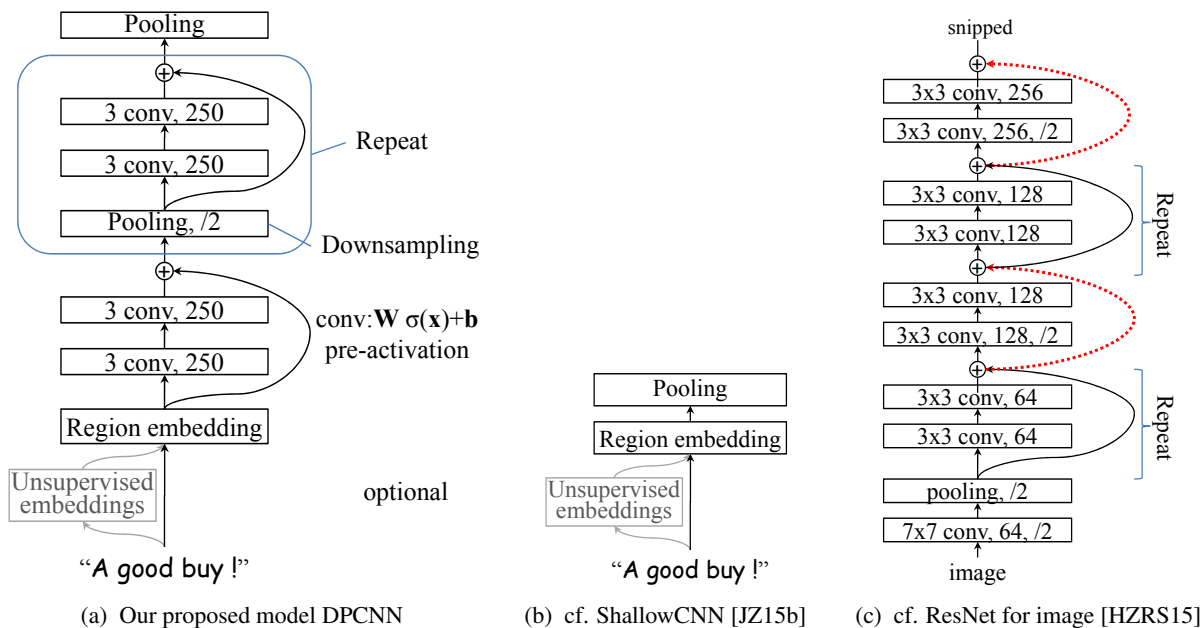 Pooling
3 conv, 250
3 conv, 250
Repeat
Pooling, /2
Downsampling
3 conv, 250
conv:W σ(x)+b
pre-activation
3 conv, 250
Region embedding
Unsupervised
embeddings
optional
“A good buy !”
(a) Our proposed model DPCNN
Pooling
Region embedding
Unsupervised
embeddings
“A good buy !”
(b) cf. ShallowCNN [JZ15b]
snipped
3x3 conv, 256
3x3 conv, 256, /2
3x3 conv, 128
Repeat
3x3 conv,128
3x3 conv, 128
3x3 conv, 128, /2
3x3 conv, 64
Repeat
3x3 conv, 64
pooling, /2
7x7 conv, 64, /2
image
(c) cf. ResNet for image [HZRS15]